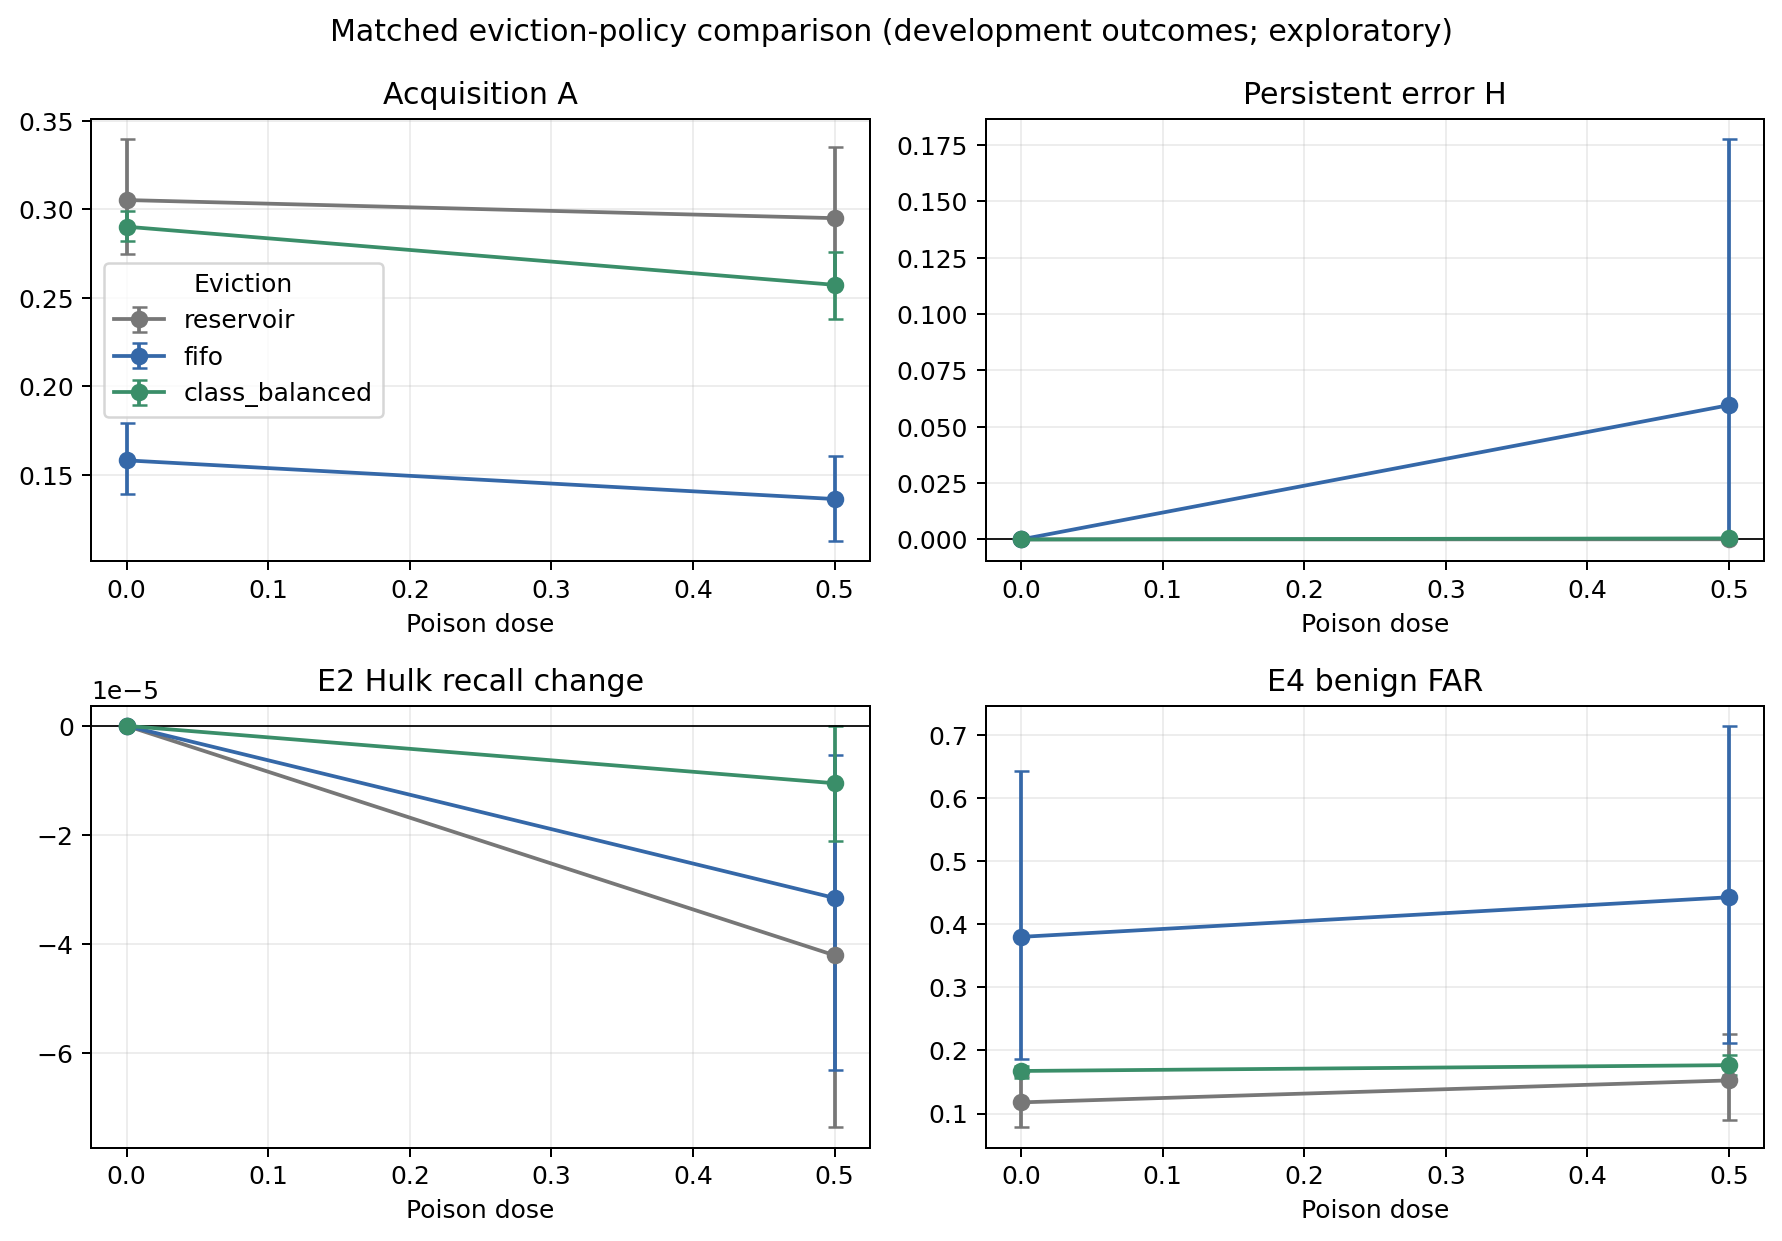 Matched eviction-policy comparison (development outcomes; exploratory)
Acquisition A
0.35
0.30
0.25
0.20
0.15
Eviction
reservoir
fifo
class_balanced
0.0 0.1 0.2 0.3 0.4 0.5
Poison dose
Persistent error H
0.175
0.150
0.125
0.100
0.075
0.050
0.025
0.000
0.0 0.1 0.2 0.3 0.4 0.5
Poison dose
E2 Hulk recall change
1e−5
0
−2
−4
−6
0.0 0.1 0.2 0.3 0.4 0.5
Poison dose
E4 benign FAR
0.7
0.6
0.5
0.4
0.3
0.2
0.1
0.0 0.1 0.2 0.3 0.4 0.5
Poison dose